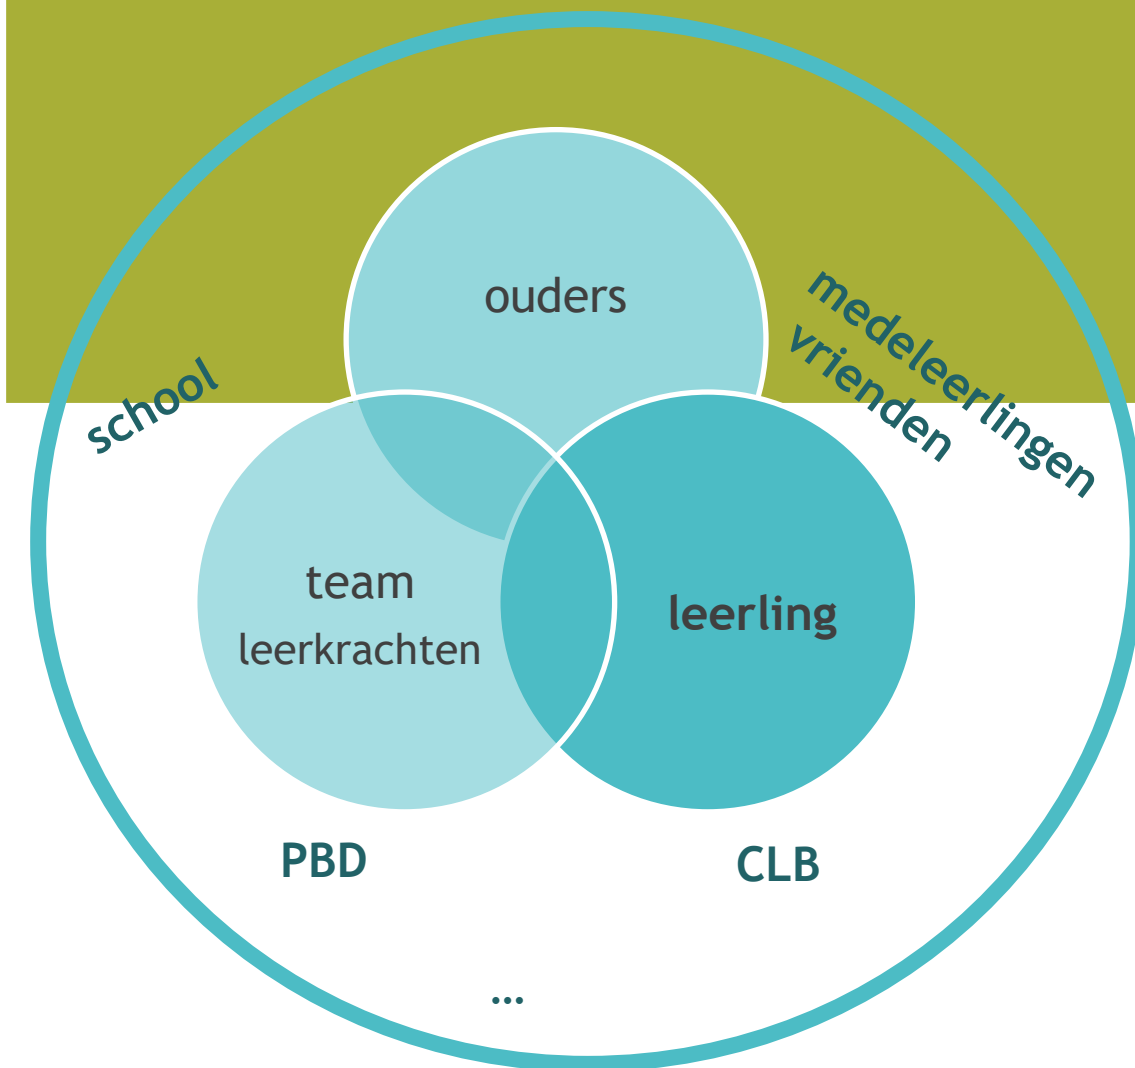 ouders
medeleerlingen
vrienden
school
team
leerkrachten
leerling
PBD
CLB
...